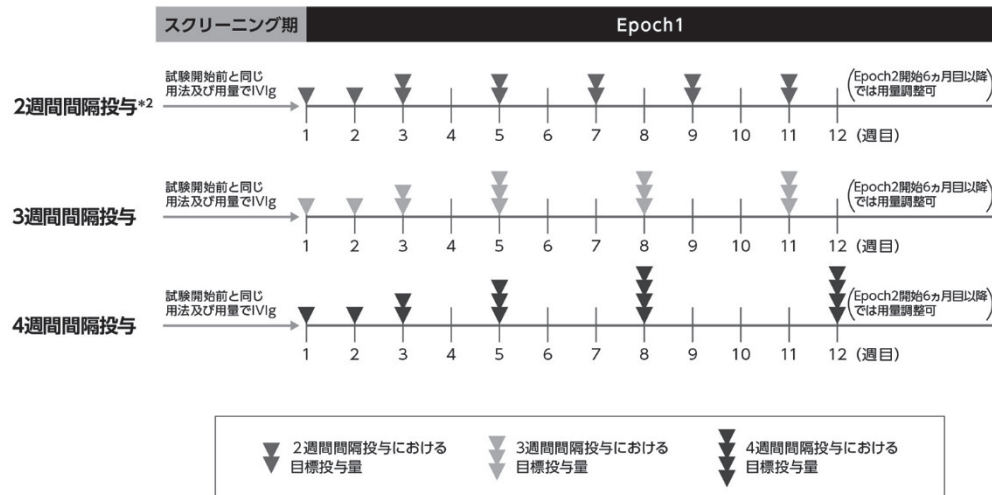 スクリーニング期 Epoch1
2週間間隔投与*2
試験開始前と同じ
用法及び用量でIVIg
(Epoch2開始6ヵ月目以降
では用量調整可)
1 2 3 4 5 6 7 8 9 10 11 12 (週目)
3週間間隔投与
試験開始前と同じ
用法及び用量でIVIg
(Epoch2開始6ヵ月目以降
では用量調整可)
1 2 3 4 5 6 7 8 9 10 11 12 (週目)
4週間間隔投与
試験開始前と同じ
用法及び用量でIVIg
(Epoch2開始6ヵ月目以降
では用量調整可)
1 2 3 4 5 6 7 8 9 10 11 12 (週目)
2週間間隔投与における
目標投与量
3週間間隔投与における
目標投与量
4週間間隔投与における
目標投与量